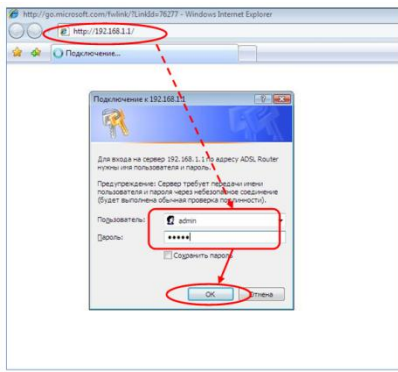 http://go.microsoft.com/fwlink/?LinkId=76277 - Windows Internet Explorer
http://192.168.1.1/
Подключение...
Подключение к 192.168.1.1
Для входа на сервер 192.168.1.1 по адресу ADSL Router
нужны имя пользователя и пароль.
Предупреждение: Сервер требует передачи имени
пользователя и пароля через небезопасное соединение
(будет выполнена обычная проверка подлинности).
Пользователь: admin
Пароль: •••••
Сохранить пароль
OK Отмена